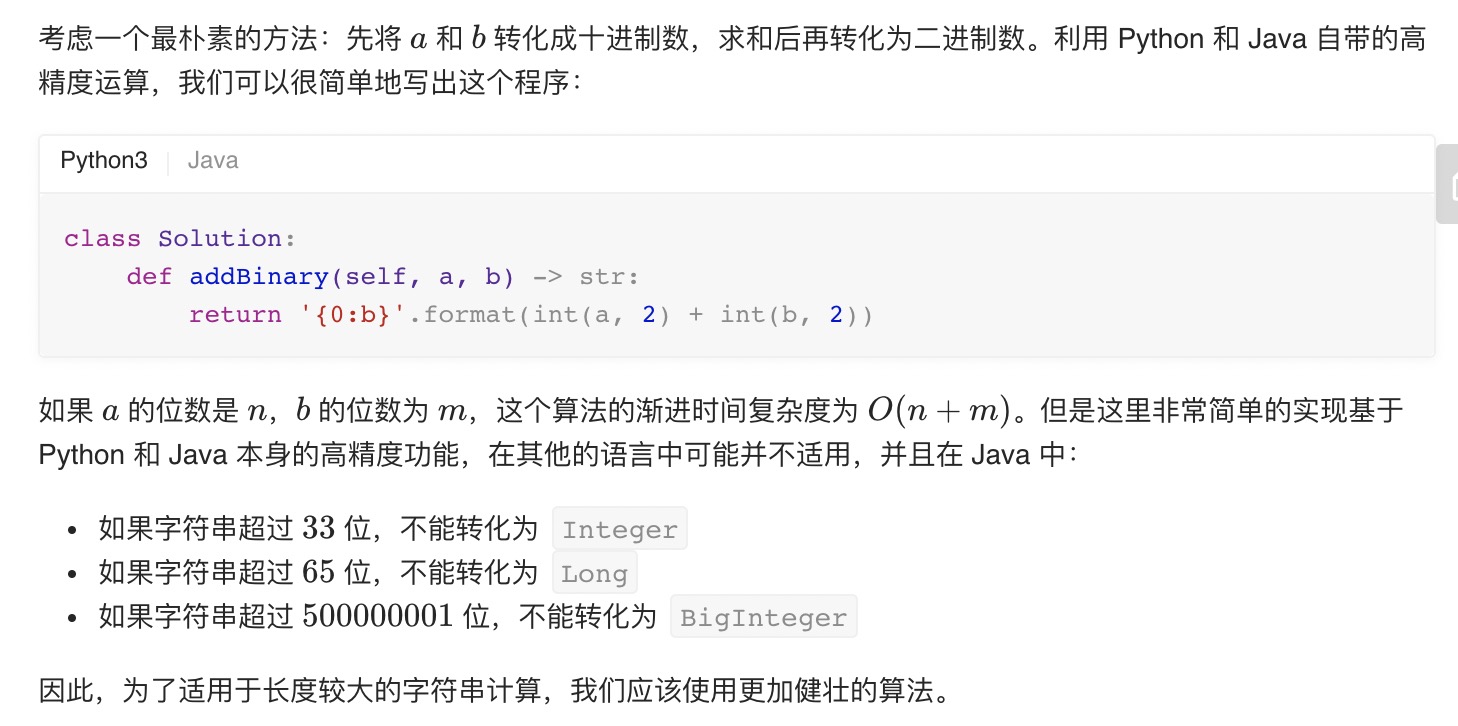 考虑一个最朴素的方法：先将 a 和 b 转化成十进制数，求和后再转化为二进制数。利用 Python 和 Java 自带的高
精度运算，我们可以很简单地写出这个程序：
Python3 Java
class Solution:
    def addBinary(self, a, b) -> str:
        return '{0:b}'.format(int(a, 2) + int(b, 2))
如果 a 的位数是 n，b 的位数为 m，这个算法的渐进时间复杂度为 O(n + m)。但是这里非常简单的实现基于
Python 和 Java 本身的高精度功能，在其他的语言中可能并不适用，并且在 Java 中：
• 如果字符串超过 33 位，不能转化为 Integer
• 如果字符串超过 65 位，不能转化为 Long
• 如果字符串超过 500000001 位，不能转化为 BigInteger
因此，为了适用于长度较大的字符串计算，我们应该使用更加健壮的算法。